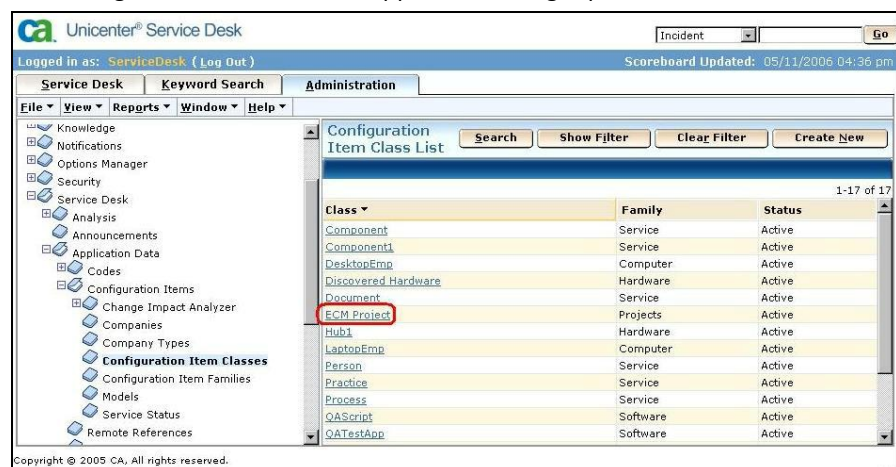 ca Unicenter® Service Desk
Incident
Go
Logged in as: ServiceDesk ( Log Out )
Scoreboard Updated: 05/11/2006 04:36 pm
Service Desk Keyword Search Administration
File View Reports Window Help
Knowledge
Notifications
Options Manager
Security
Service Desk
Analysis
Announcements
Application Data
Codes
Configuration Items
Change Impact Analyzer
Companies
Company Types
Configuration Item Classes
Configuration Item Families
Models
Service Status
Remote References
Configuration
Item Class List
Search Show Filter Clear Filter Create New
1-17 of 17
Class Family Status
Component Service Active
Component1 Service Active
DesktopEmp Computer Active
Discovered Hardware Hardware Active
Document Service Active
ECM Project Projects Active
Hub1 Hardware Active
LaptopEmp Computer Active
Person Service Active
Practice Service Active
Process Service Active
QAScript Software Active
QATestApp Software Active
Copyright © 2005 CA, All rights reserved.